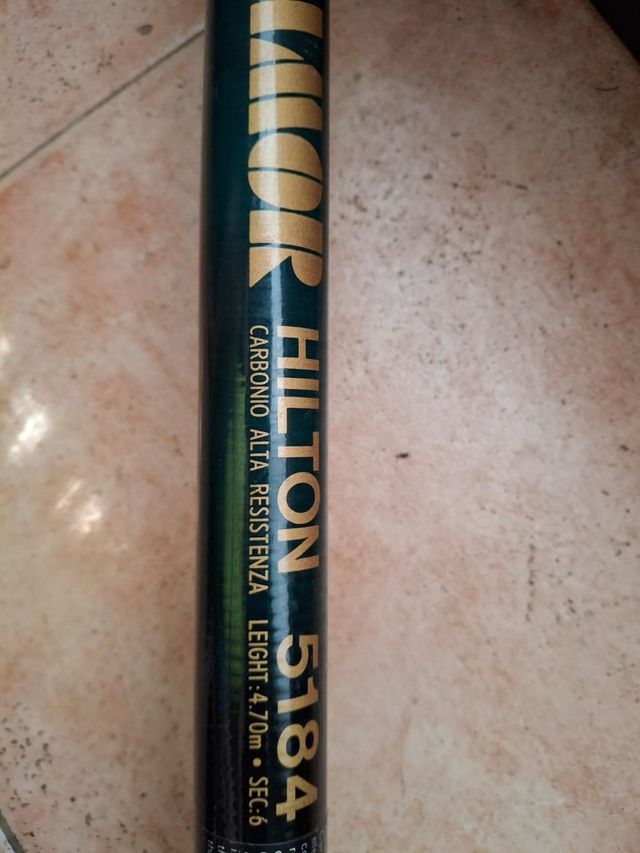 HILTON 5184
CARBONIO ALTA RESISTENZA LEIGHT:4.70m • SEC:6